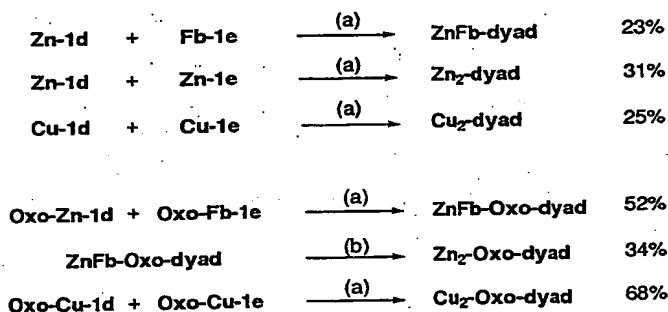 Zn-1d + Fb-1e (a) ZnFb-dyad 23%
Zn-1d + Zn-1e (a) Zn₂-dyad 31%
Cu-1d + Cu-1e (a) Cu₂-dyad 25%
Oxo-Zn-1d + Oxo-Fb-1e (a) ZnFb-Oxo-dyad 52%
ZnFb-Oxo-dyad (b) Zn₂-Oxo-dyad 34%
Oxo-Cu-1d + Oxo-Cu-1e (a) Cu₂-Oxo-dyad 68%